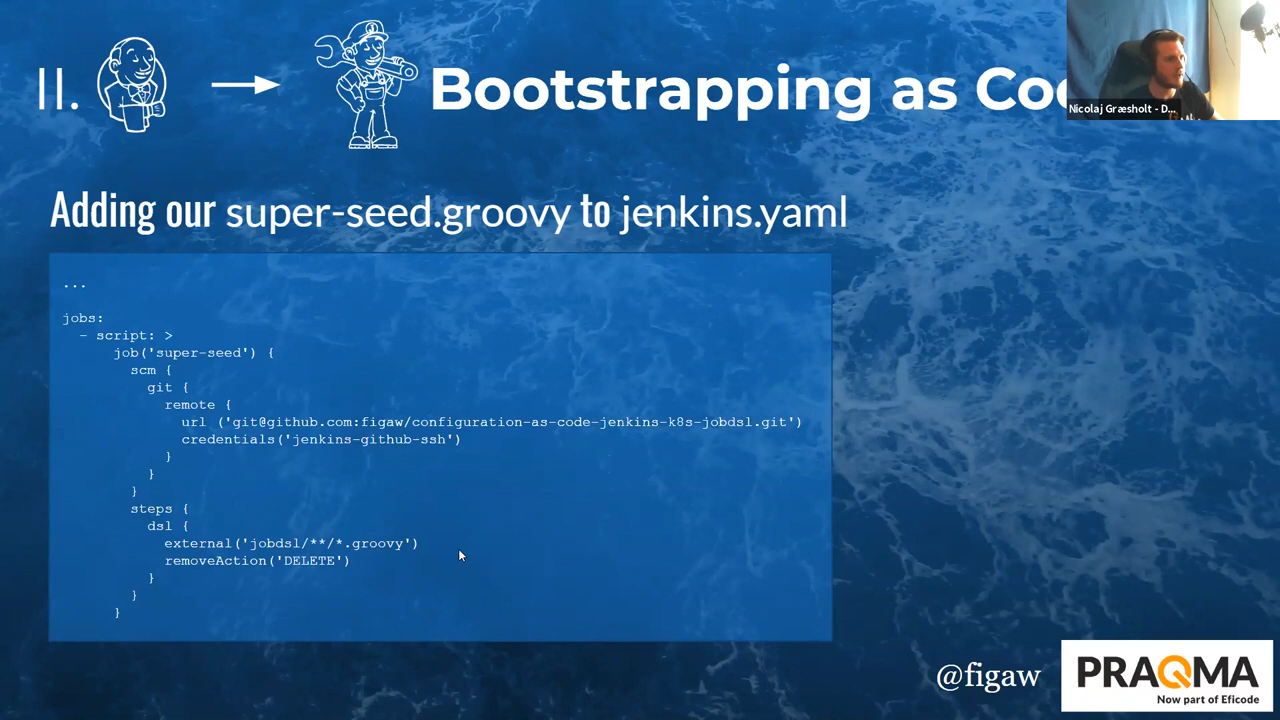 II. Bootstrapping as Co
Nicolaj Græsholt - D...
Adding our super-seed.groovy to jenkins.yaml
...
jobs:
  - script: >
      job('super-seed') {
        scm {
          git {
            remote {
              url ('git@github.com:figaw/configuration-as-code-jenkins-k8s-jobdsl.git')
              credentials('jenkins-github-ssh')
            }
          }
        }
        steps {
          dsl {
            external('jobdsl/**/*.groovy')
            removeAction('DELETE')
          }
        }
      }
@figaw
PRAQMA
Now part of Eficode